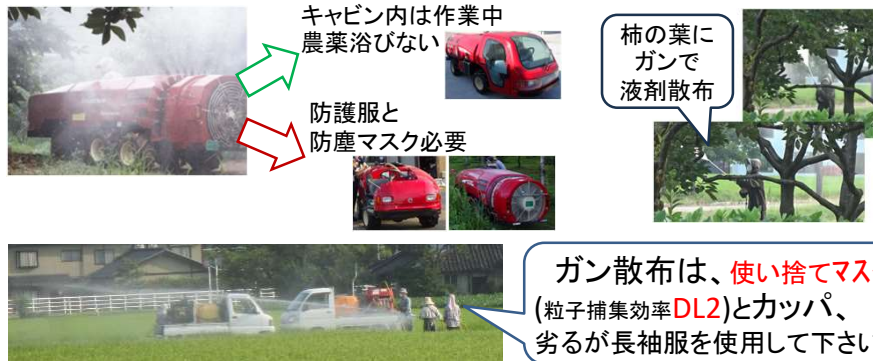 キャビン内は作業中
農薬浴びない
防護服と
防塵マスク必要
柿の葉に
ガンで
液剤散布
ガン散布は、使い捨てマス
(粒子捕集効率DL2)とカッパ、
劣るが長袖服を使用して下さい